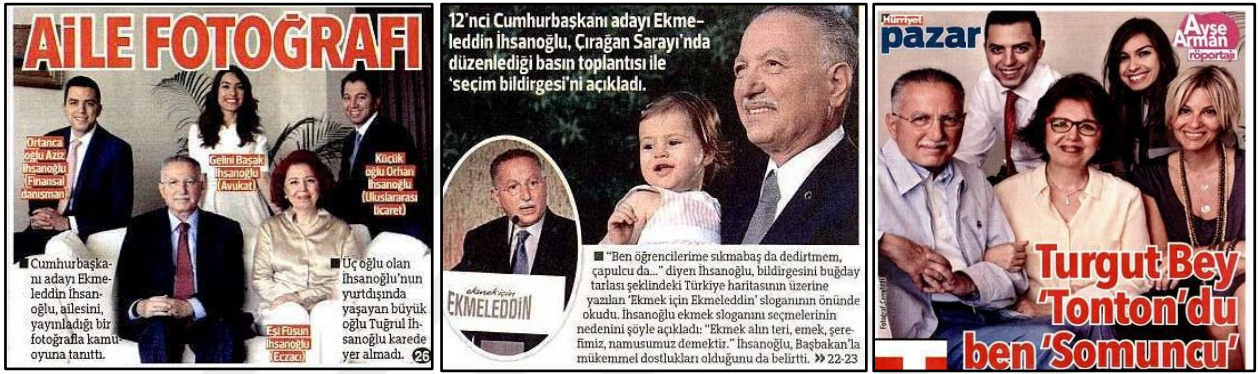 AİLE FOTOĞRAFI
Ortanca
oğlu Aziz
İhsanoğlu
(Finansal
danışman)
Gelini Başak
İhsanoğlu
(Avukat)
Küçük
oğlu Orhan
İhsanoğlu
(Uluslararası
ticaret)
Cumhurbaşka-
nı adayı Ekme-
leddin İhsan-
oğlu, ailesini,
yayınladığı bir
fotoğrafla kamu-
oyuna tanıttı.
Eşi Füsun
İhsanoğlu
(Eczacı)
Üç oğlu olan
İhsanoğlu'nun
yurtdışında
yaşayan büyük
oğlu Tuğrul İh-
sanoğlu karede
yer almadı. 26
12'nci Cumhurbaşkanı adayı Ekme-
leddin İhsanoğlu, Çırağan Sarayı'nda
düzenlediği basın toplantısı ile
'seçim bildirgesi'ni açıkladı.
ekmek için
EKMELEDDİN
"Ben öğrencilerime sıkmabaş da dedirtmem,
çapulcu da..." diyen İhsanoğlu, bildirgesini buğday
tarlası şeklindeki Türkiye haritasının üzerine
yazılan 'Ekmek için Ekmeleddin' sloganının önünde
okudu. İhsanoğlu ekmek sloganını seçmelerinin
nedenini şöyle açıkladı: "Ekmek alın teri, emek, şere-
fimiz, namusumuz demektir." İhsanoğlu, Başbakan'la
mükemmel dostlukları olduğunu da belirtti. >> 22-23
Hürriyet
pazar
Ayşe
Arman
röportajı
Turgut Bey
'Tonton'du
ben 'Somuncu'